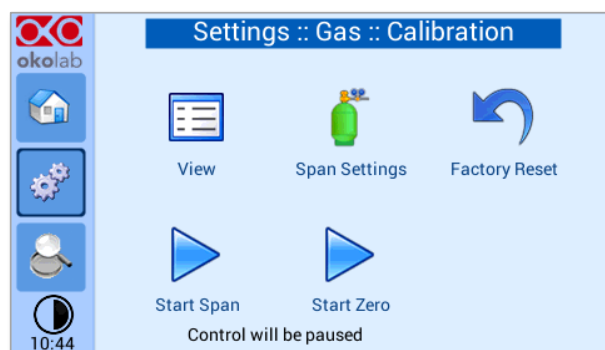 Settings :: Gas :: Calibration
okolab
View
Span Settings
Factory Reset
Start Span
Start Zero
Control will be paused
10:44